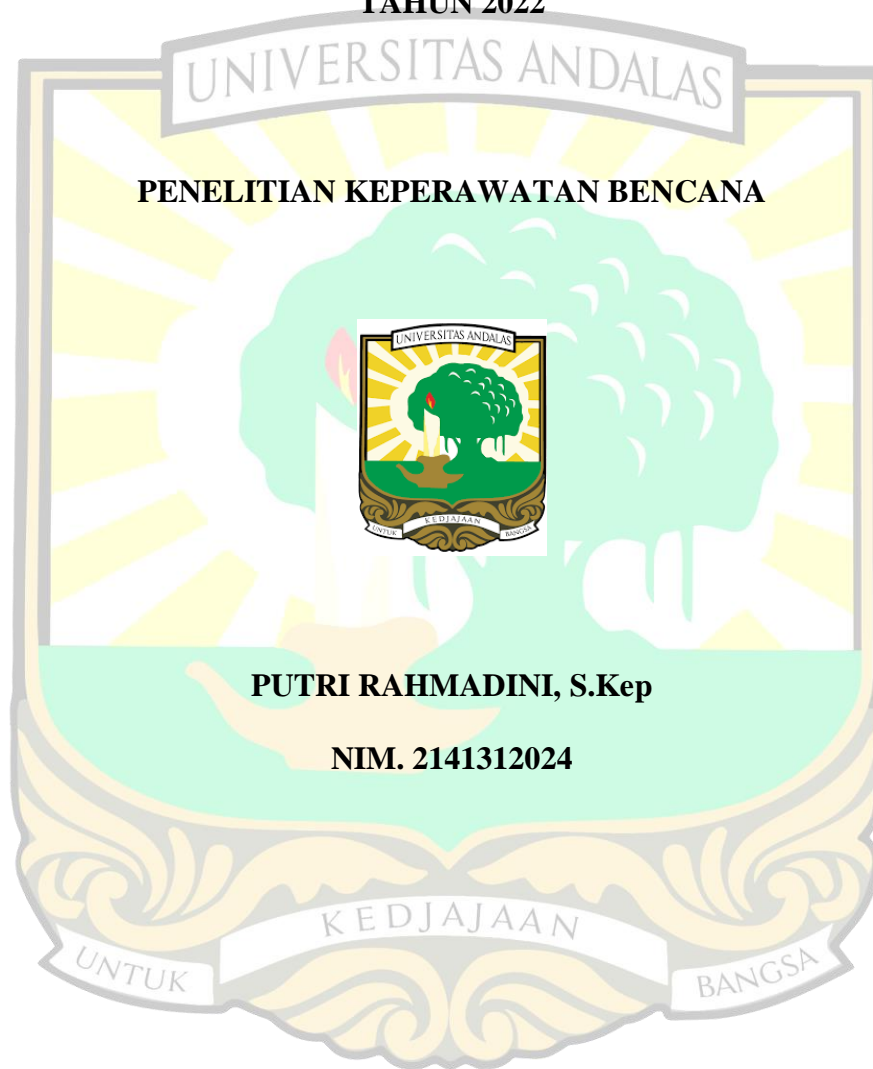 TAHUN 2022
UNIVERSITAS ANDALAS
PENELITIAN KEPERAWATAN BENCANA
UNIVERSITAS ANDALAS
UNTUK KEDJAJAAN BANGSA
PUTRI RAHMADINI, S.Kep
NIM. 2141312024
UNTUK KEDJAJAAN BANGSA